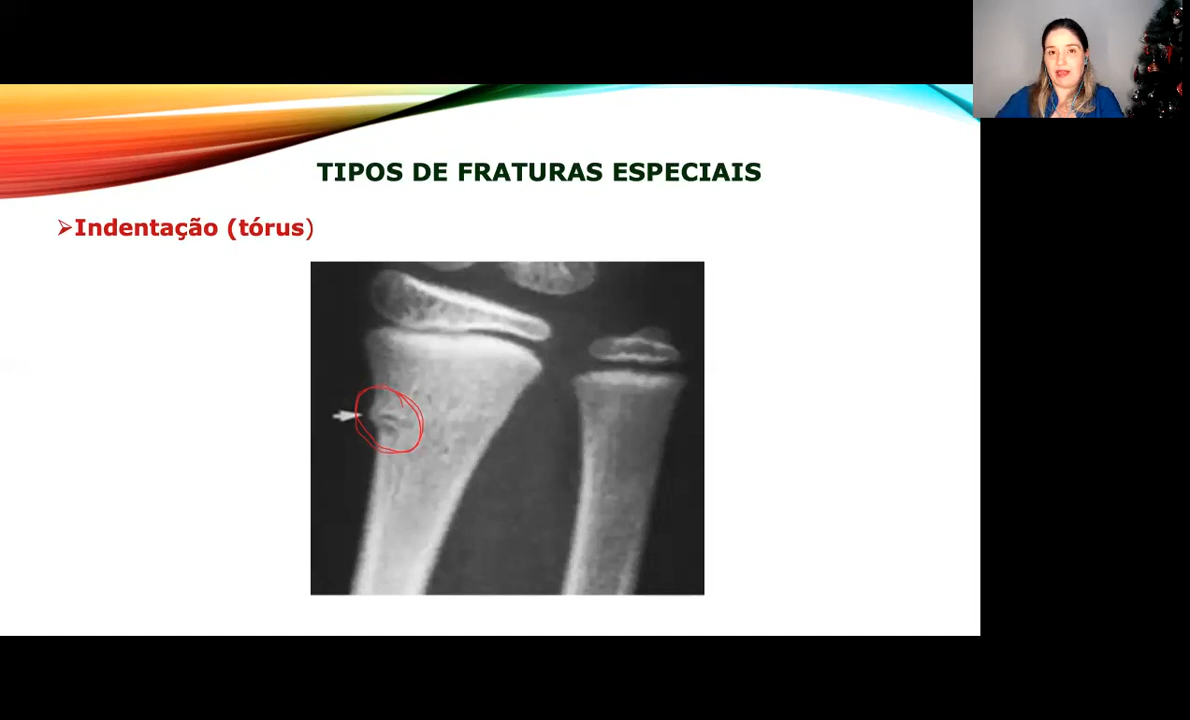 TIPOS DE FRATURAS ESPECIAIS
➢Indentação (tórus)